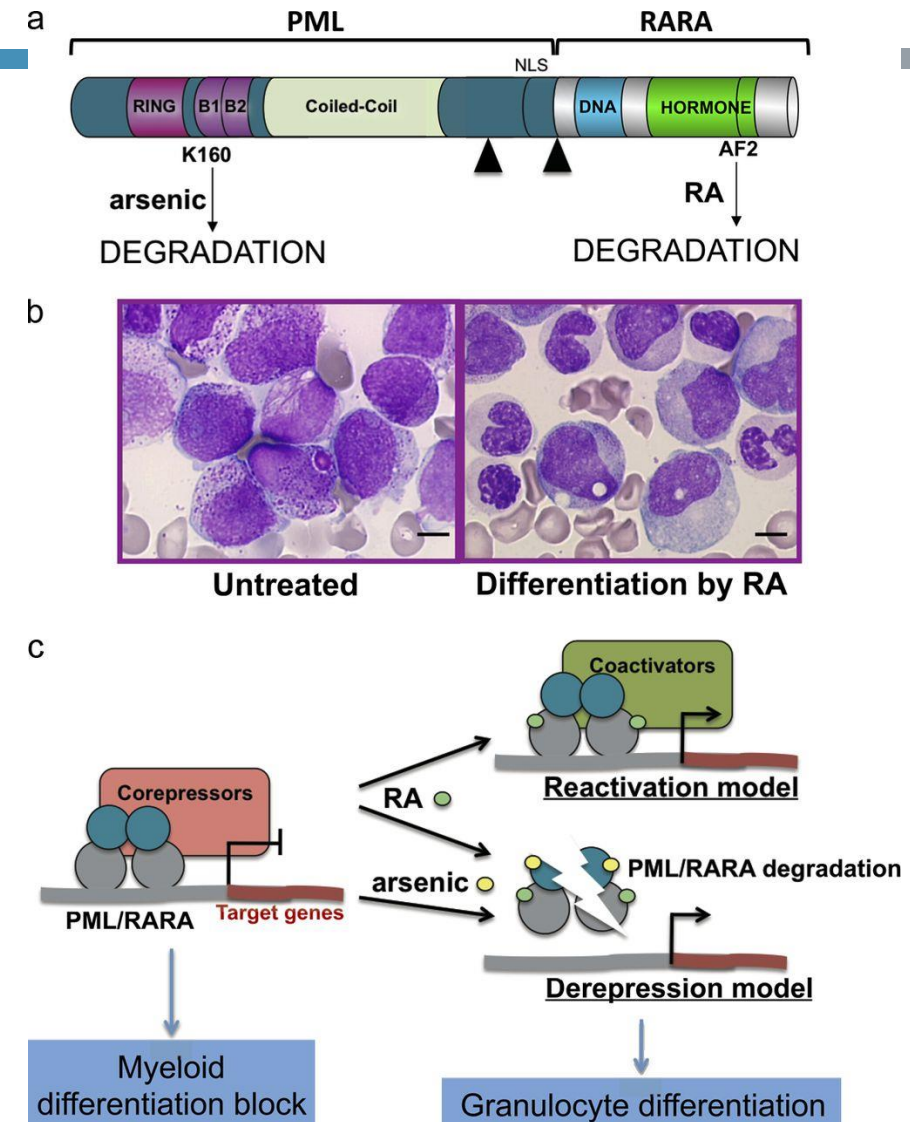 a
PML
RARA
NLS
RING
B1
B2
Coiled-Coil
DNA
HORMONE
K160
AF2
arsenic
RA
DEGRADATION
DEGRADATION
b
Untreated
Differentiation by RA
c
Coactivators
Reactivation model
Corepressors
RA
arsenic
PML/RARA degradation
PML/RARA
Target genes
Derepression model
Myeloid
differentiation block
Granulocyte differentiation